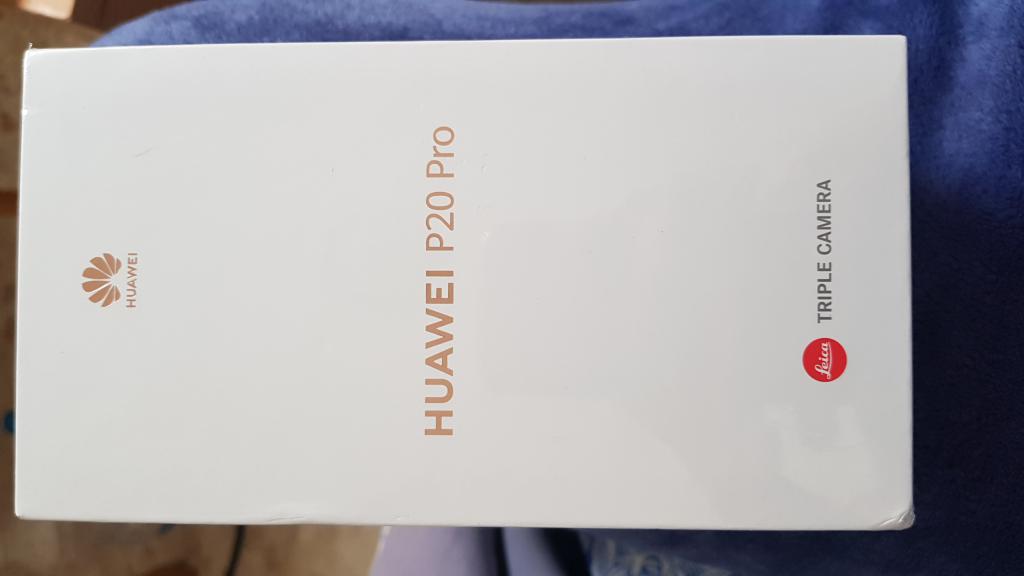 HUAWEI
HUAWEI P20 Pro
Leica TRIPLE CAMERA